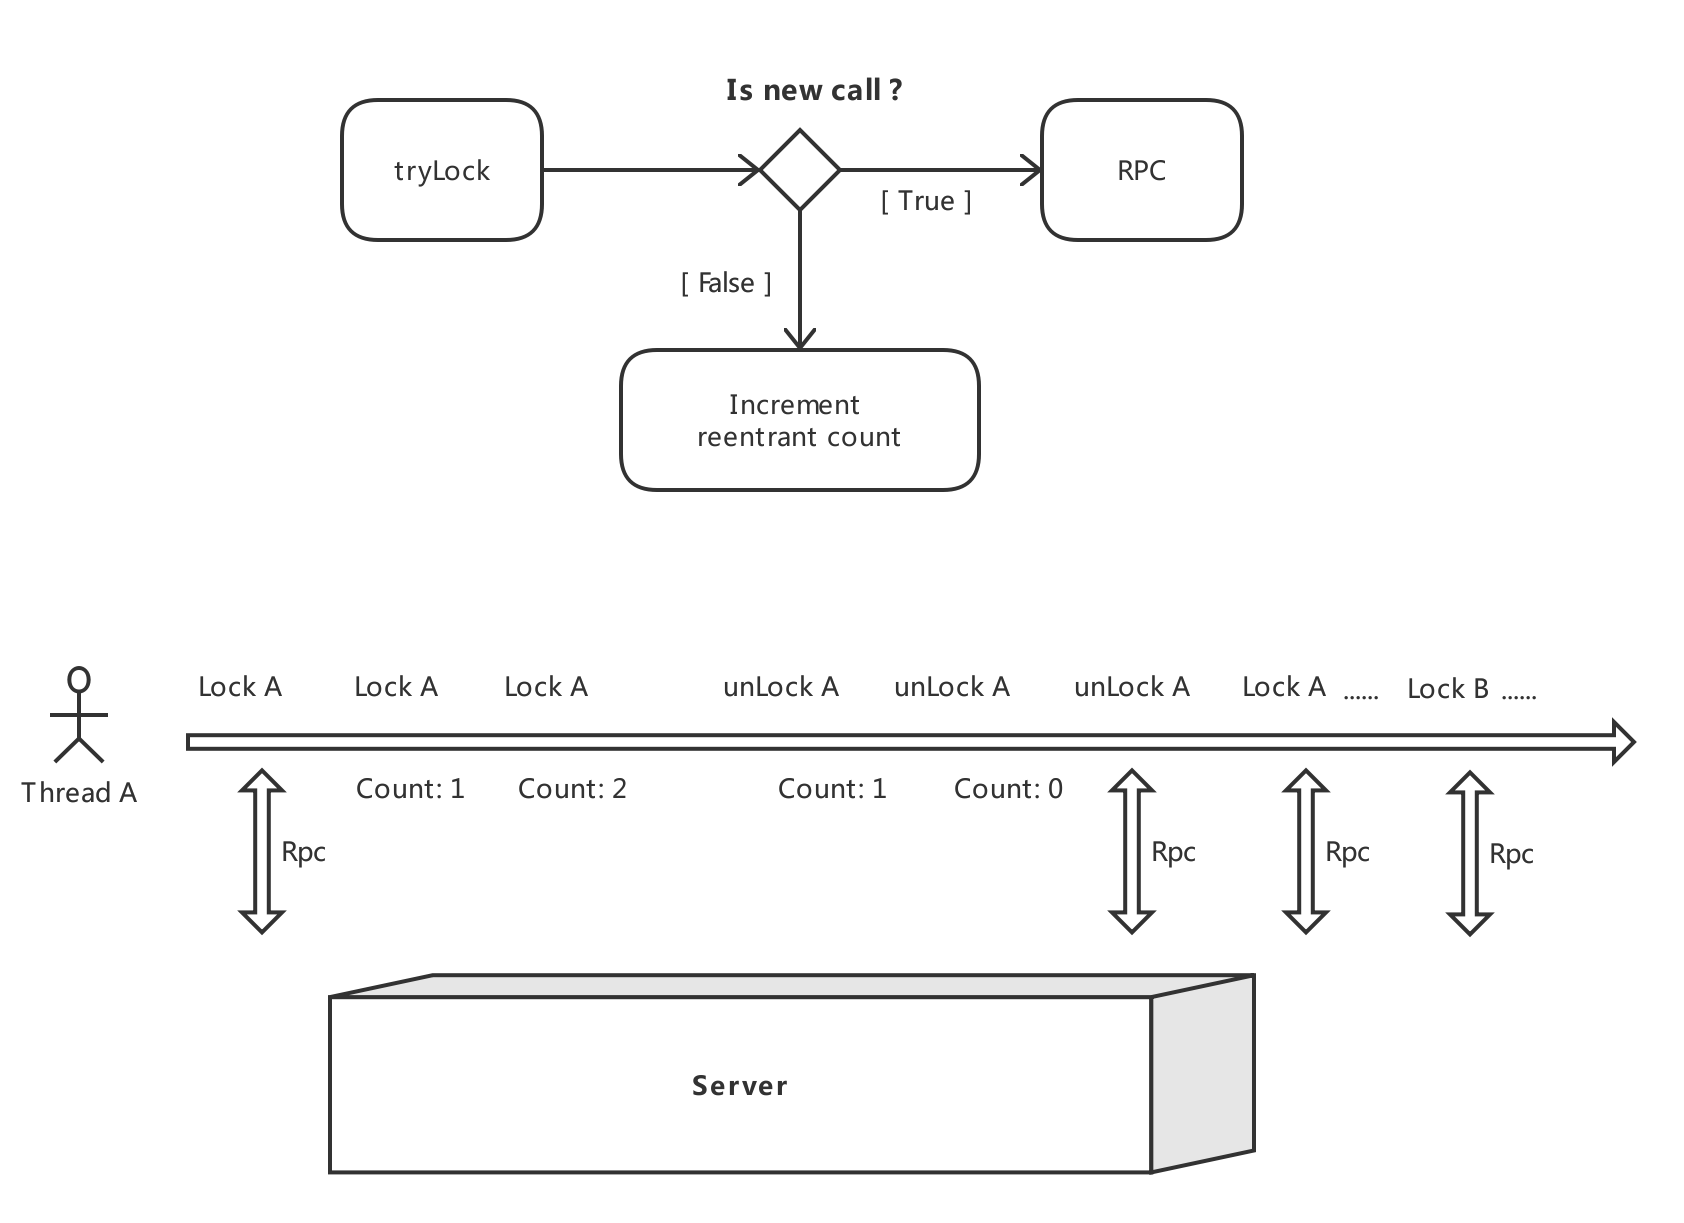 Is new call ?
tryLock
RPC
[ True ]
[ False ]
Increment
reentrant count
Lock A
Lock A
Lock A
unLock A
unLock A
unLock A
Lock A ......
Lock B ......
Thread A
Count: 1
Count: 2
Count: 1
Count: 0
Rpc
Rpc
Rpc
Rpc
Server